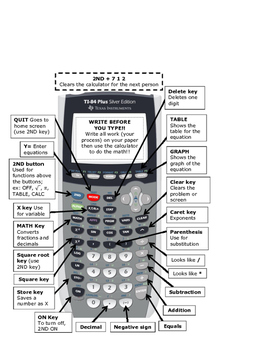 2ND + 7 1 2
Clears the calculator for the next person
TI-84 Plus Silver Edition
TEXAS INSTRUMENTS
WRITE BEFORE
YOU TYPE!!
Write all work (your
process) on your paper
then use the calculator
to do the math!!
QUIT Goes to
home screen
(use 2ND key)
Y= Enter
equations
2ND button
Used for
functions above
the buttons;
ex: OFF, √, π,
TABLE, CALC
X key Use
for variable
MATH Key
Converts
fractions and
decimals
Square root
key (use
2ND key)
Square key
Store key
Saves a
number as X
ON Key
To turn off,
2ND ON
Delete key
Deletes one
digit
TABLE
Shows the
table for the
equation
GRAPH
Shows the
graph of the
equation
Clear key
Clears the
problem or
screen
Caret key
Exponents
Parenthesis
Use for
substitution
Looks like /
Looks like *
Subtraction
Addition
Decimal
Negative sign
Equals